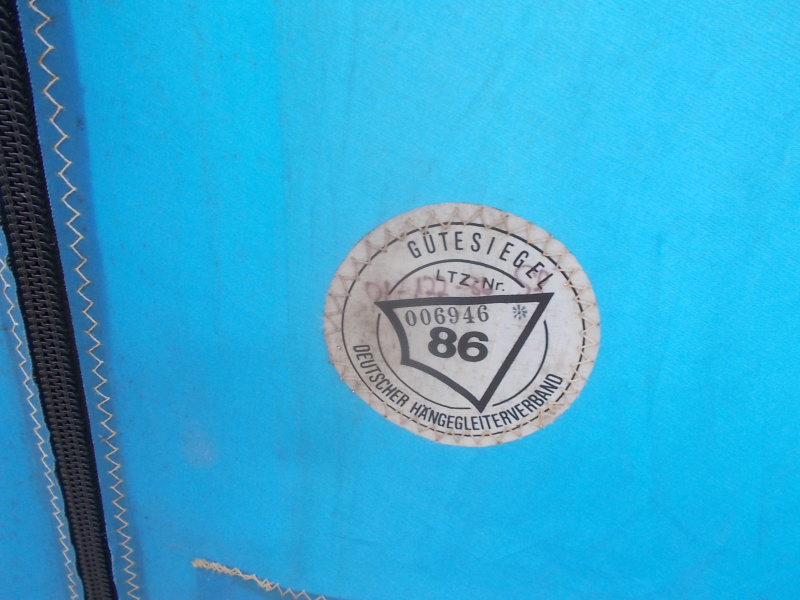 GÜTESIEGEL
LTZ-Nr.
006946 *
86
DEUTSCHER HÄNGEGLEITERVERBAND